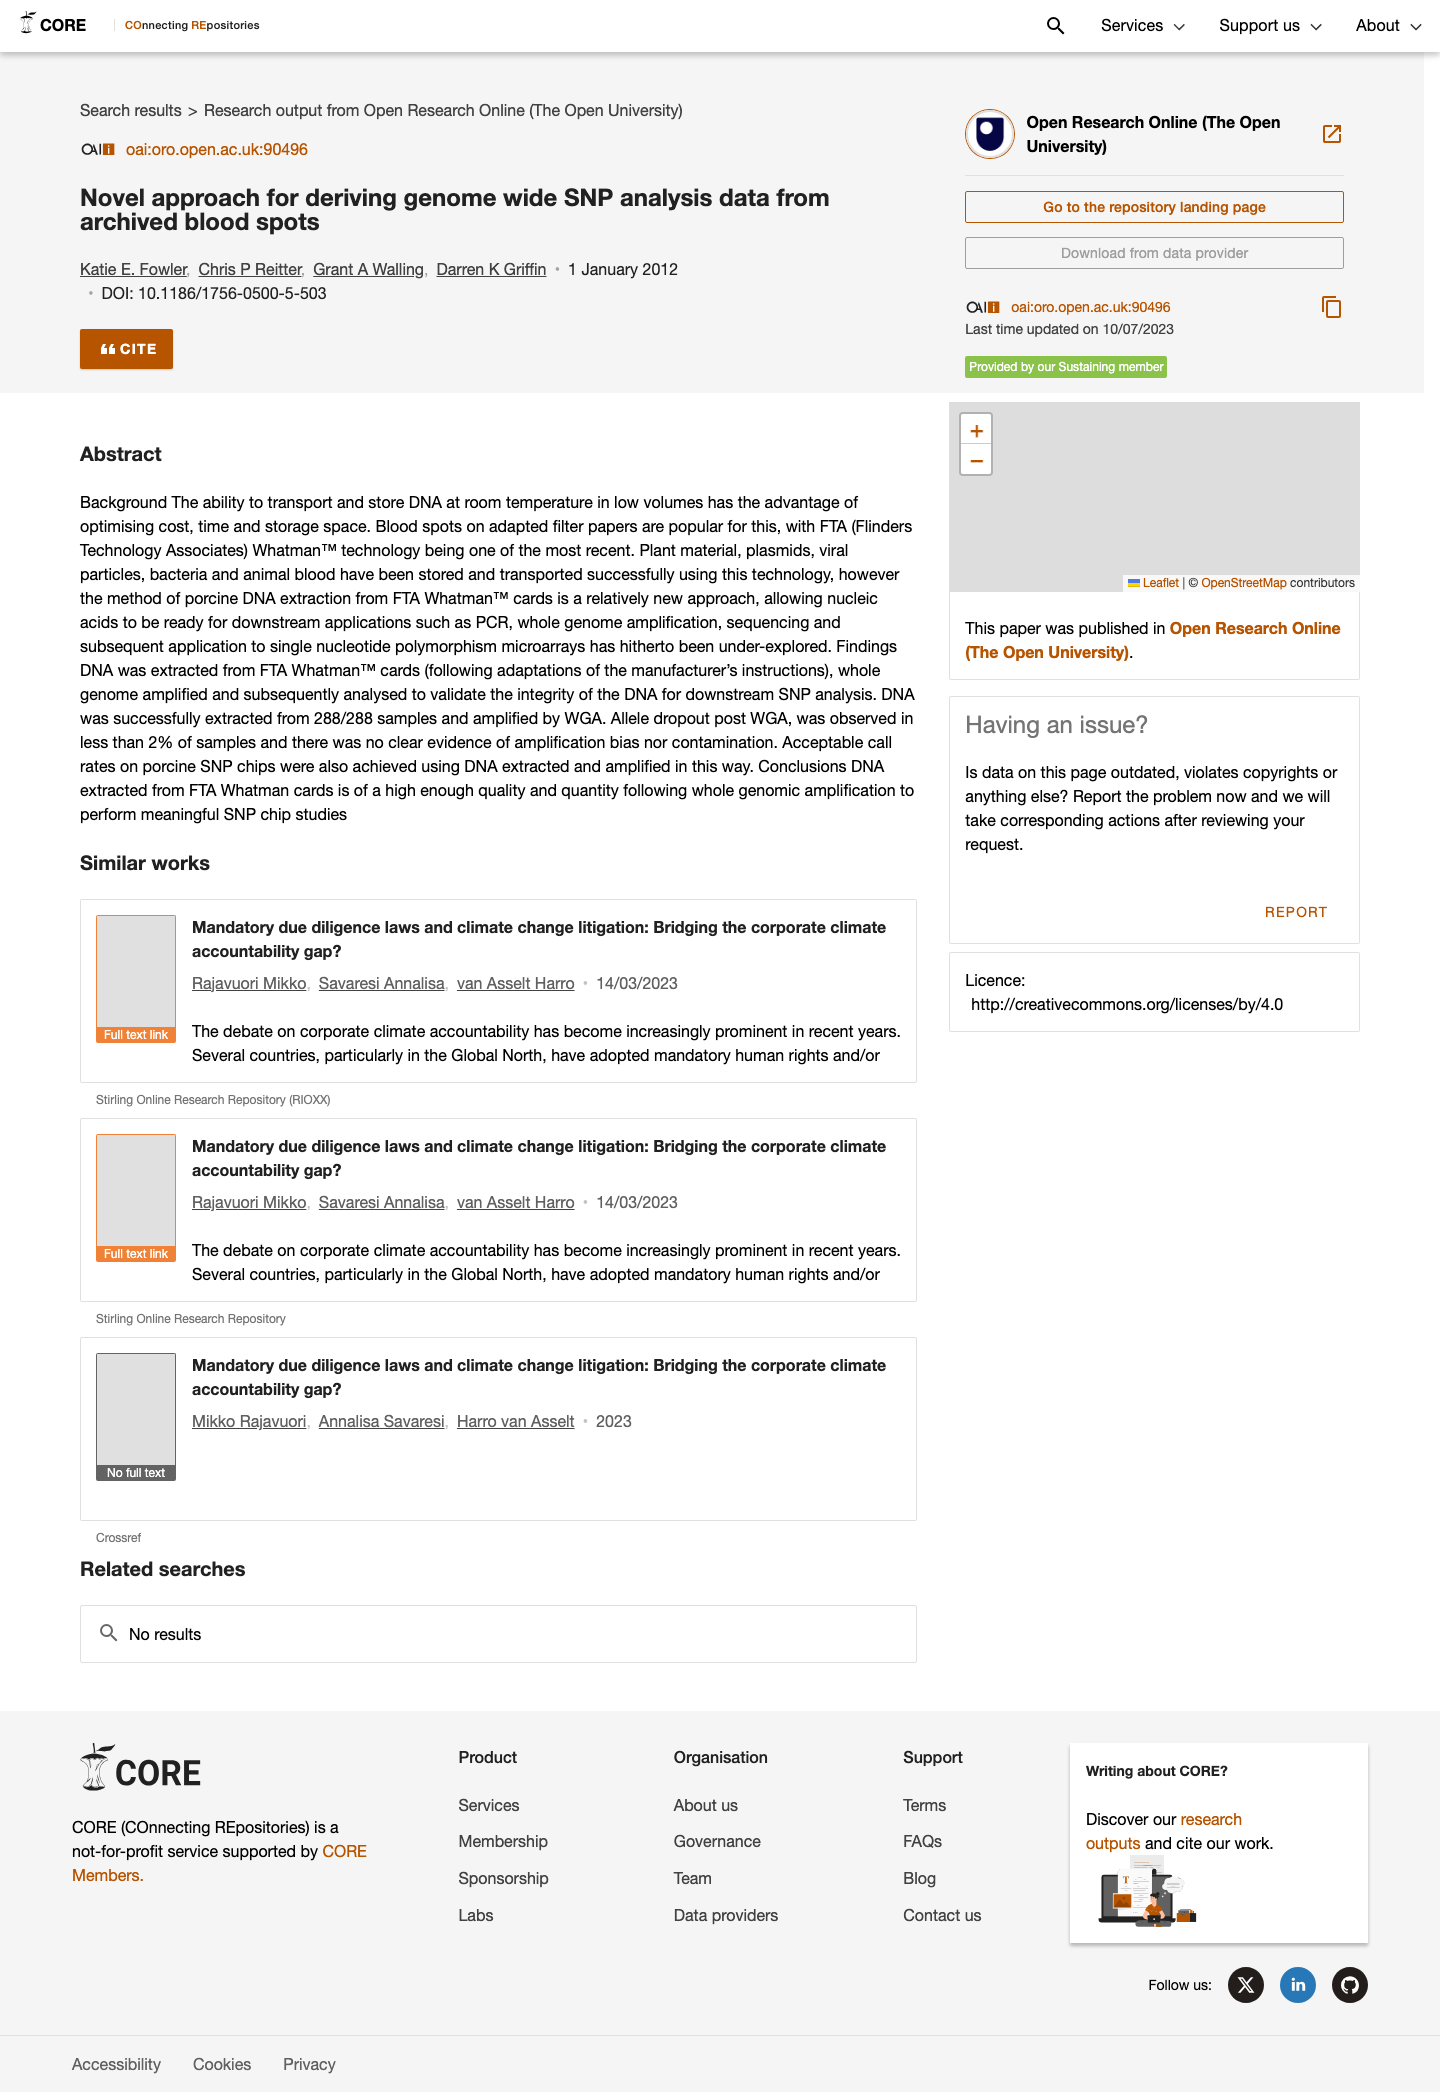 CORE
COnnecting REpositories
Services
Support us
About
Search results > Research output from Open Research Online (The Open University)
OAI oai:oro.open.ac.uk:90496
Novel approach for deriving genome wide SNP analysis data from
archived blood spots
Katie E. Fowler, Chris P Reitter, Grant A Walling, Darren K Griffin • 1 January 2012
• DOI: 10.1186/1756-0500-5-503
CITE
Open Research Online (The Open
University)
Go to the repository landing page
Download from data provider
OAI oai:oro.open.ac.uk:90496
Last time updated on 10/07/2023
Provided by our Sustaining member
Abstract
Background The ability to transport and store DNA at room temperature in low volumes has the advantage of
optimising cost, time and storage space. Blood spots on adapted filter papers are popular for this, with FTA (Flinders
Technology Associates) Whatman™ technology being one of the most recent. Plant material, plasmids, viral
particles, bacteria and animal blood have been stored and transported successfully using this technology, however
the method of porcine DNA extraction from FTA Whatman™ cards is a relatively new approach, allowing nucleic
acids to be ready for downstream applications such as PCR, whole genome amplification, sequencing and
subsequent application to single nucleotide polymorphism microarrays has hitherto been under-explored. Findings
DNA was extracted from FTA Whatman™ cards (following adaptations of the manufacturer's instructions), whole
genome amplified and subsequently analysed to validate the integrity of the DNA for downstream SNP analysis. DNA
was successfully extracted from 288/288 samples and amplified by WGA. Allele dropout post WGA, was observed in
less than 2% of samples and there was no clear evidence of amplification bias nor contamination. Acceptable call
rates on porcine SNP chips were also achieved using DNA extracted and amplified in this way. Conclusions DNA
extracted from FTA Whatman cards is of a high enough quality and quantity following whole genomic amplification to
perform meaningful SNP chip studies
+
−
Leaflet | © OpenStreetMap contributors
This paper was published in Open Research Online
(The Open University).
Having an issue?
Is data on this page outdated, violates copyrights or
anything else? Report the problem now and we will
take corresponding actions after reviewing your
request.
REPORT
Licence:
http://creativecommons.org/licenses/by/4.0
Similar works
Mandatory due diligence laws and climate change litigation: Bridging the corporate climate
accountability gap?
Rajavuori Mikko, Savaresi Annalisa, van Asselt Harro • 14/03/2023
The debate on corporate climate accountability has become increasingly prominent in recent years.
Several countries, particularly in the Global North, have adopted mandatory human rights and/or
Full text link
Stirling Online Research Repository (RIOXX)
Mandatory due diligence laws and climate change litigation: Bridging the corporate climate
accountability gap?
Rajavuori Mikko, Savaresi Annalisa, van Asselt Harro • 14/03/2023
The debate on corporate climate accountability has become increasingly prominent in recent years.
Several countries, particularly in the Global North, have adopted mandatory human rights and/or
Full text link
Stirling Online Research Repository
Mandatory due diligence laws and climate change litigation: Bridging the corporate climate
accountability gap?
Mikko Rajavuori, Annalisa Savaresi, Harro van Asselt • 2023
No full text
Crossref
Related searches
No results
CORE
CORE (COnnecting REpositories) is a
not-for-profit service supported by CORE
Members.
Product
Services
Membership
Sponsorship
Labs
Organisation
About us
Governance
Team
Data providers
Support
Terms
FAQs
Blog
Contact us
Writing about CORE?
Discover our research
outputs and cite our work.
T
Follow us:
X
in
Accessibility
Cookies
Privacy